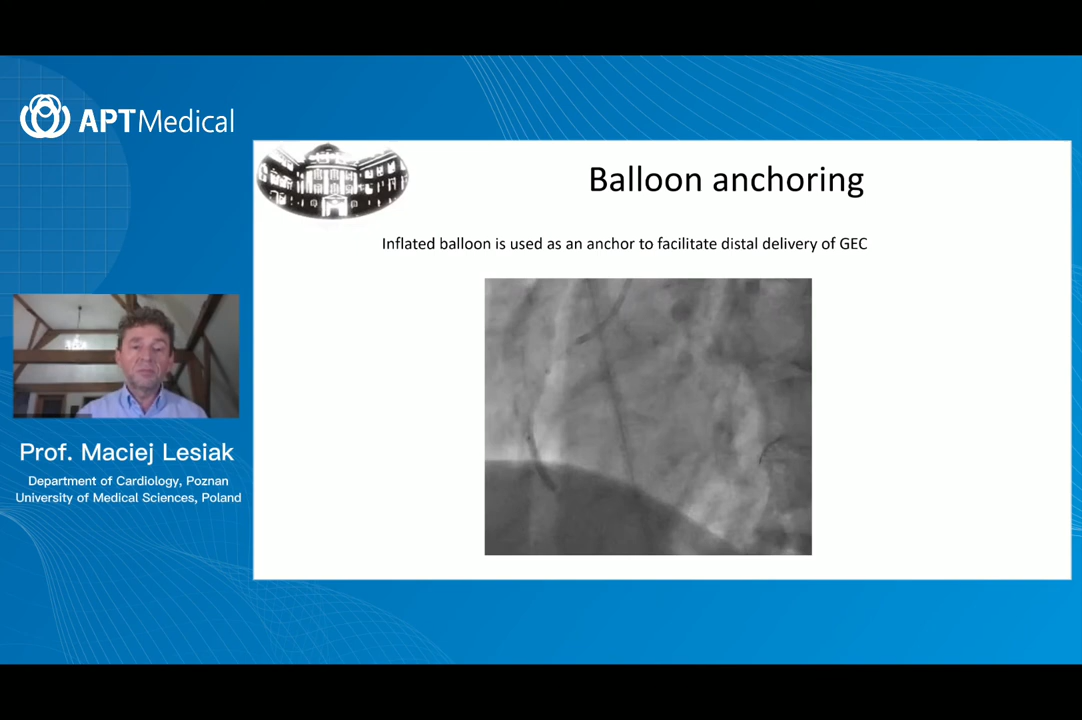 APTMedical
Balloon anchoring
Inflated balloon is used as an anchor to facilitate distal delivery of GEC
Prof. Maciej Lesiak
Department of Cardiology, Poznan
University of Medical Sciences, Poland